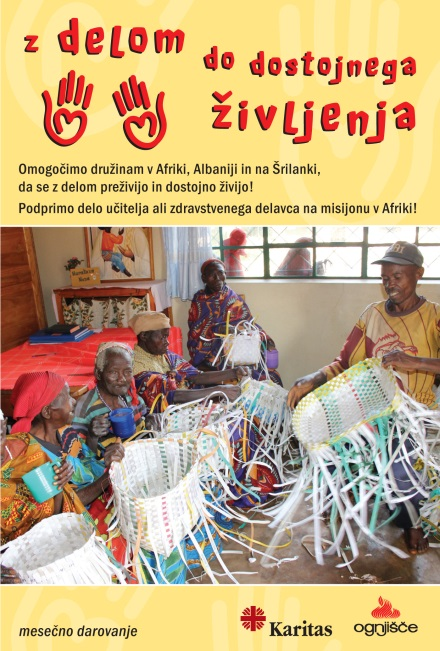 z delom
do dostojnega
življenja
Omogočimo družinam v Afriki, Albaniji in na Šrilanki,
da se z delom preživijo in dostojno živijo!
Podprimo delo učitelja ali zdravstvenega delavca na misijonu v Afriki!
mesečno darovanje
Karitas
ognjišče